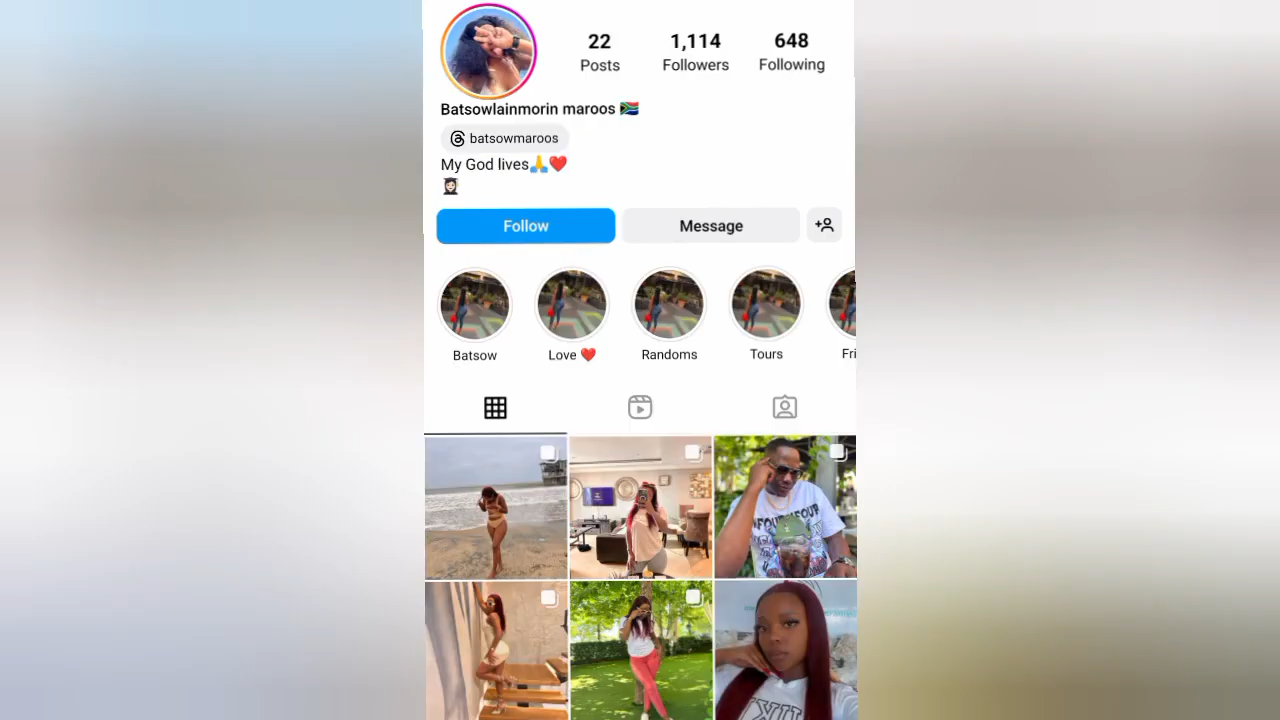 22
1,114
648
Posts
Followers
Following
Batsowlainmorin maroos 🇿🇦
batsowmaroos
My God lives🙏❤️
👩🏻‍🎓
Follow
Message
Batsow
Love ❤️
Randoms
Tours
Fri